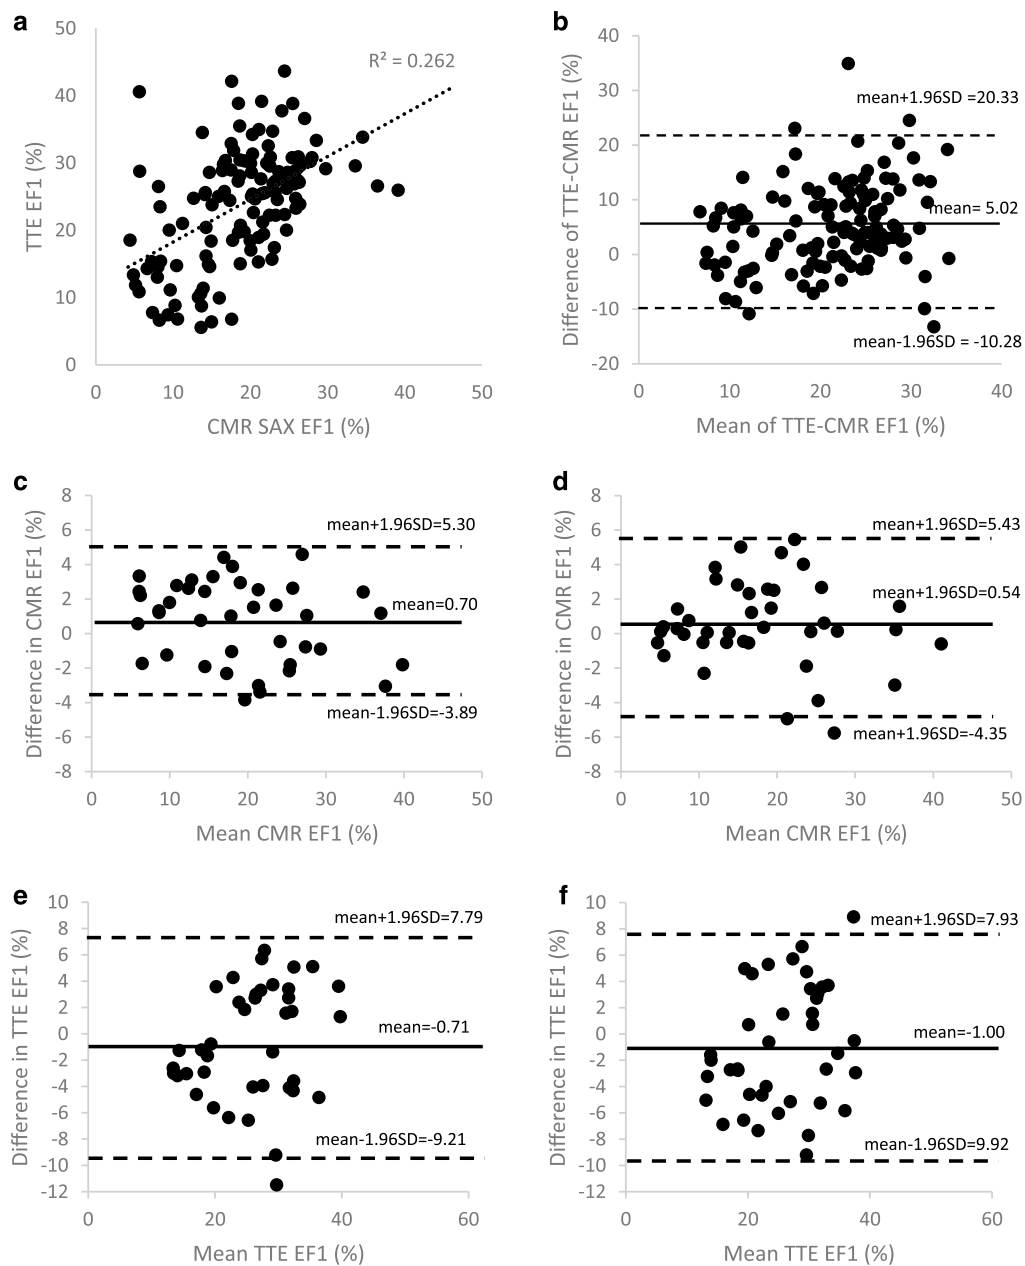 a
50
40
30
20
10
0
0 10 20 30 40 50
TTE EF1 (%)
CMR SAX EF1 (%)
R² = 0.262
b
40
30
20
10
0
-10
-20
0 10 20 30 40
Difference of TTE-CMR EF1 (%)
Mean of TTE-CMR EF1 (%)
mean+1.96SD =20.33
mean= 5.02
mean-1.96SD = -10.28
c
8
6
4
2
0
-2
-4
-6
-8
0 10 20 30 40 50
Difference in CMR EF1 (%)
Mean CMR EF1 (%)
mean+1.96SD=5.30
mean=0.70
mean-1.96SD=-3.89
d
8
6
4
2
0
-2
-4
-6
-8
0 10 20 30 40 50
Difference in CMR EF1 (%)
Mean CMR EF1 (%)
mean+1.96SD=5.43
mean+1.96SD=0.54
mean+1.96SD=-4.35
e
10
8
6
4
2
0
-2
-4
-6
-8
-10
-12
0 20 40 60
Difference in TTE EF1 (%)
Mean TTE EF1 (%)
mean+1.96SD=7.79
mean=-0.71
mean-1.96SD=-9.21
f
10
8
6
4
2
0
-2
-4
-6
-8
-10
-12
0 20 40 60
Difference in TTE EF1 (%)
Mean TTE EF1 (%)
mean+1.96SD=7.93
mean=-1.00
mean-1.96SD=9.92